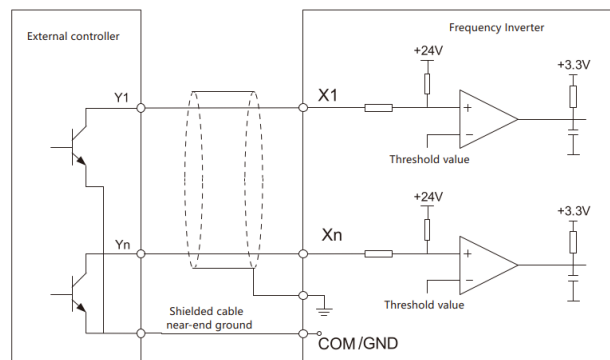 External controller
Frequency Inverter
+24V
+3.3V
Y1
X1
+
−
Threshold value
+24V
+3.3V
Yn
Xn
+
−
Threshold value
Shielded cable
near-end ground
COM/GND